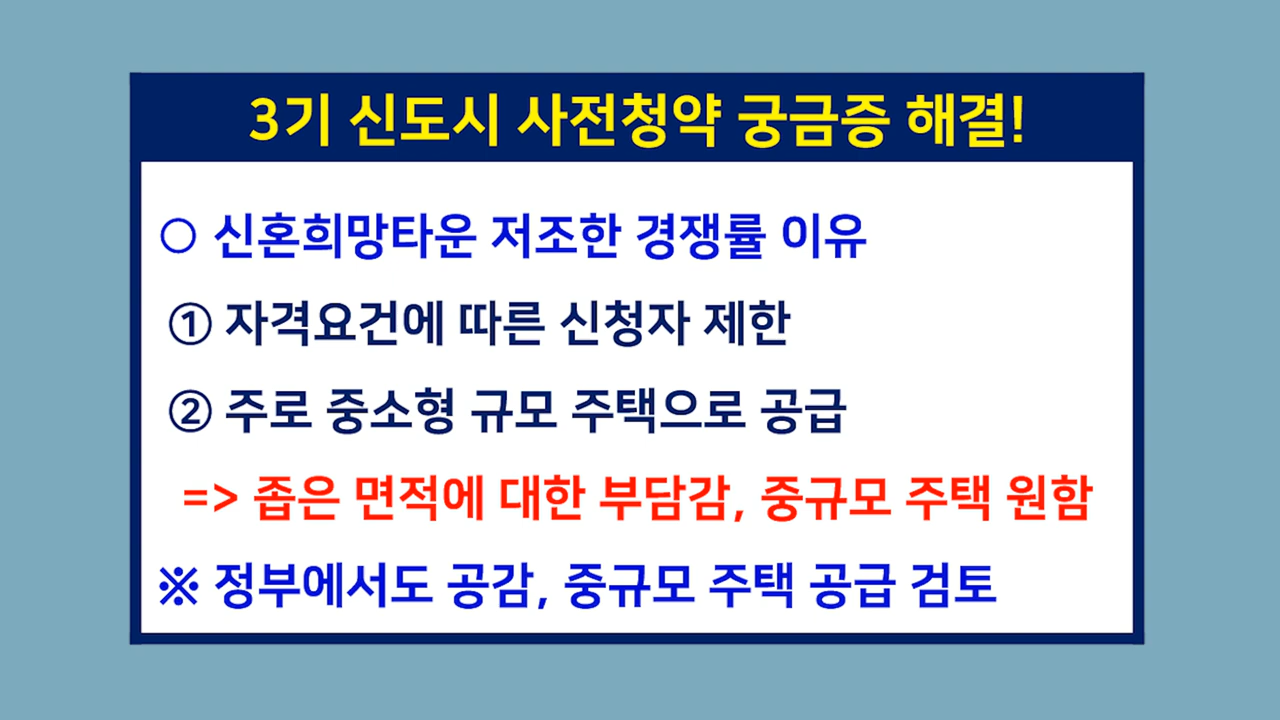 3기 신도시 사전청약 궁금증 해결!
○ 신혼희망타운 저조한 경쟁률 이유
① 자격요건에 따른 신청자 제한
② 주로 중소형 규모 주택으로 공급
=> 좁은 면적에 대한 부담감, 중규모 주택 원함
※ 정부에서도 공감, 중규모 주택 공급 검토